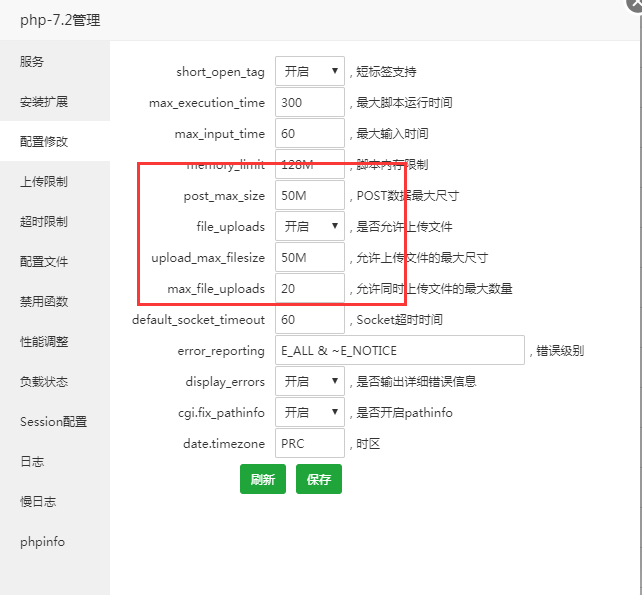 php-7.2管理
服务
安装扩展
配置修改
上传限制
超时限制
配置文件
禁用函数
性能调整
负载状态
Session配置
日志
慢日志
phpinfo
short_open_tag 开启 , 短标签支持
max_execution_time 300 , 最大脚本运行时间
max_input_time 60 , 最大输入时间
memory_limit 128M , 脚本内存限制
post_max_size 50M , POST数据最大尺寸
file_uploads 开启 , 是否允许上传文件
upload_max_filesize 50M , 允许上传文件的最大尺寸
max_file_uploads 20 , 允许同时上传文件的最大数量
default_socket_timeout 60 , Socket超时时间
error_reporting E_ALL & ~E_NOTICE , 错误级别
display_errors 开启 , 是否输出详细错误信息
cgi.fix_pathinfo 开启 , 是否开启pathinfo
date.timezone PRC , 时区
刷新 保存